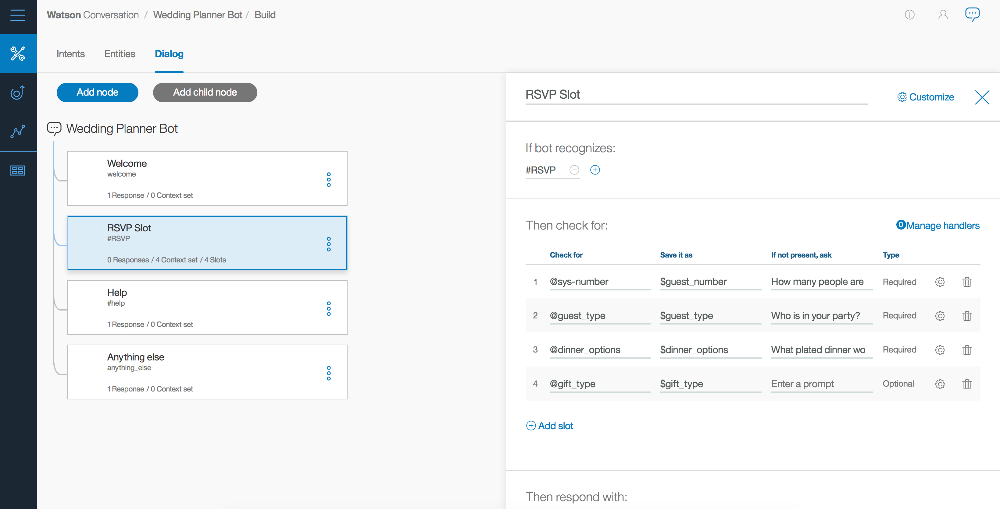 Watson Conversation / Wedding Planner Bot / Build
Intents Entities Dialog
Add node Add child node
Wedding Planner Bot
Welcome
welcome
1 Response / 0 Context set
RSVP Slot
#RSVP
0 Responses / 4 Context set / 4 Slots
Help
#help
1 Response / 0 Context set
Anything else
anything_else
1 Response / 0 Context set
RSVP Slot Customize
If bot recognizes:
#RSVP
Then check for: 0 Manage handlers
Check for Save it as If not present, ask Type
1 @sys-number $guest_number How many people are Required
2 @guest_type $guest_type Who is in your party? Required
3 @dinner_options $dinner_options What plated dinner wo Required
4 @gift_type $gift_type Enter a prompt Optional
Add slot
Then respond with: